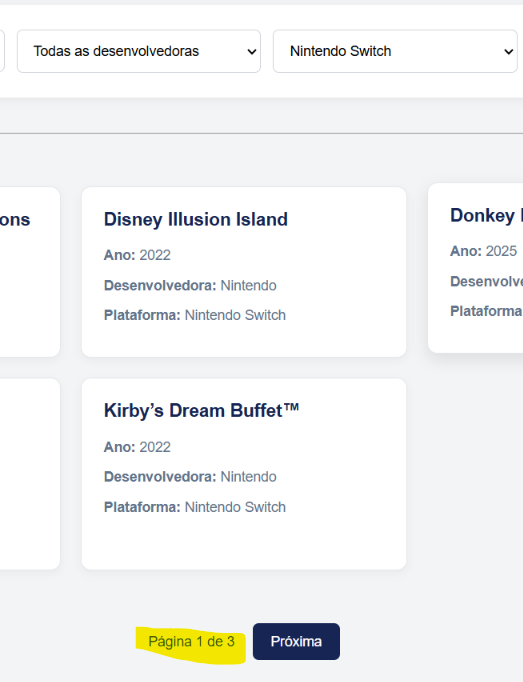 Todas as desenvolvedoras
Nintendo Switch
ons
Disney Illusion Island
Ano: 2022
Desenvolvedora: Nintendo
Plataforma: Nintendo Switch
Donkey
Ano: 2025
Desenvolve
Plataforma
Kirby’s Dream Buffet™
Ano: 2022
Desenvolvedora: Nintendo
Plataforma: Nintendo Switch
Página 1 de 3
Próxima